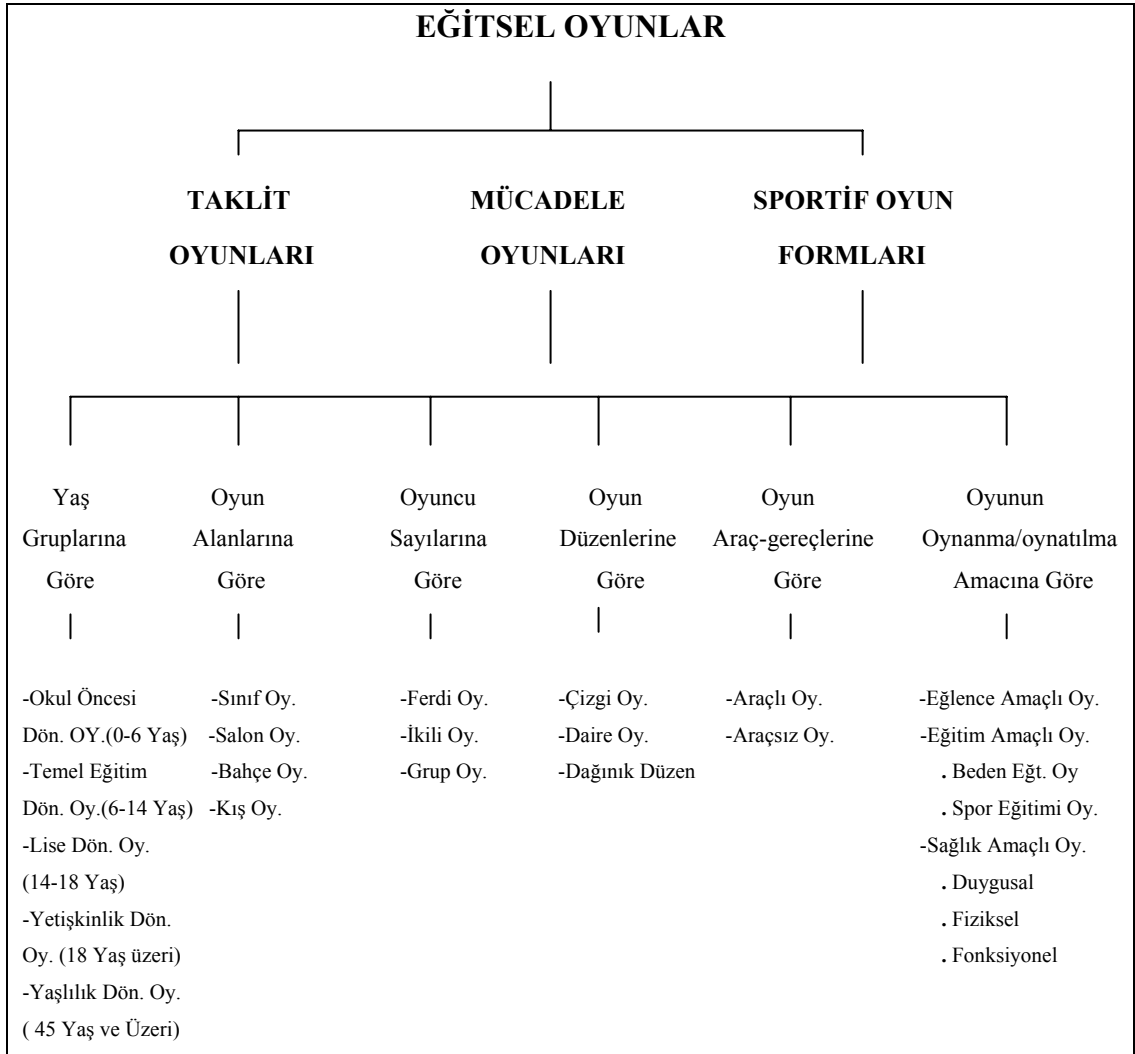 EĞİTSEL OYUNLAR
TAKLİT
OYUNLARI
MÜCADELE
OYUNLARI
SPORTİF OYUN
FORMLARI
Yaş
Gruplarına
Göre
Oyun
Alanlarına
Göre
Oyuncu
Sayılarına
Göre
Oyun
Düzenlerine
Göre
Oyun
Araç-gereçlerine
Göre
Oyunun
Oynanma/oynatılma
Amacına Göre
-Okul Öncesi
Dön. OY.(0-6 Yaş)
-Temel Eğitim
Dön. Oy.(6-14 Yaş)
-Lise Dön. Oy.
(14-18 Yaş)
-Yetişkinlik Dön.
Oy. (18 Yaş üzeri)
-Yaşlılık Dön. Oy.
( 45 Yaş ve Üzeri)
-Sınıf Oy.
-Salon Oy.
-Bahçe Oy.
-Kış Oy.
-Ferdi Oy.
-İkili Oy.
-Grup Oy.
-Çizgi Oy.
-Daire Oy.
-Dağınık Düzen
-Araçlı Oy.
-Araçsız Oy.
-Eğlence Amaçlı Oy.
-Eğitim Amaçlı Oy.
. Beden Eğt. Oy
. Spor Eğitimi Oy.
-Sağlık Amaçlı Oy.
. Duygusal
. Fiziksel
. Fonksiyonel